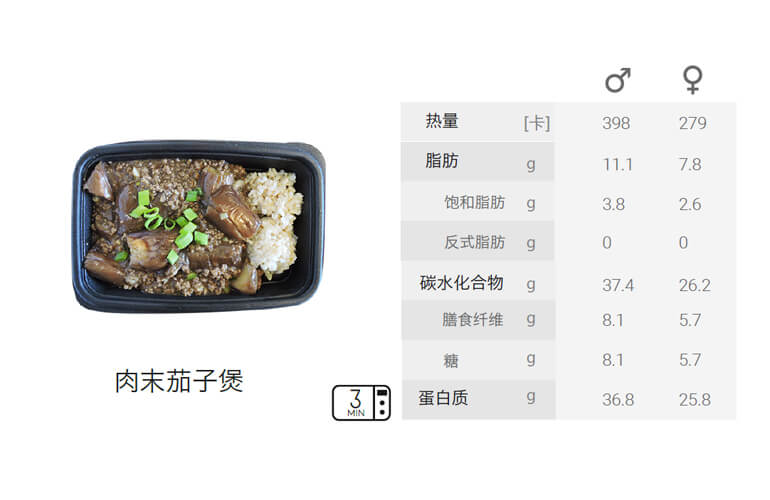 ♂ ♀
热量 [卡] 398 279
脂肪 g 11.1 7.8
饱和脂肪 g 3.8 2.6
反式脂肪 g 0 0
碳水化合物 g 37.4 26.2
膳食纤维 g 8.1 5.7
糖 g 8.1 5.7
蛋白质 g 36.8 25.8
肉末茄子煲
3
MIN